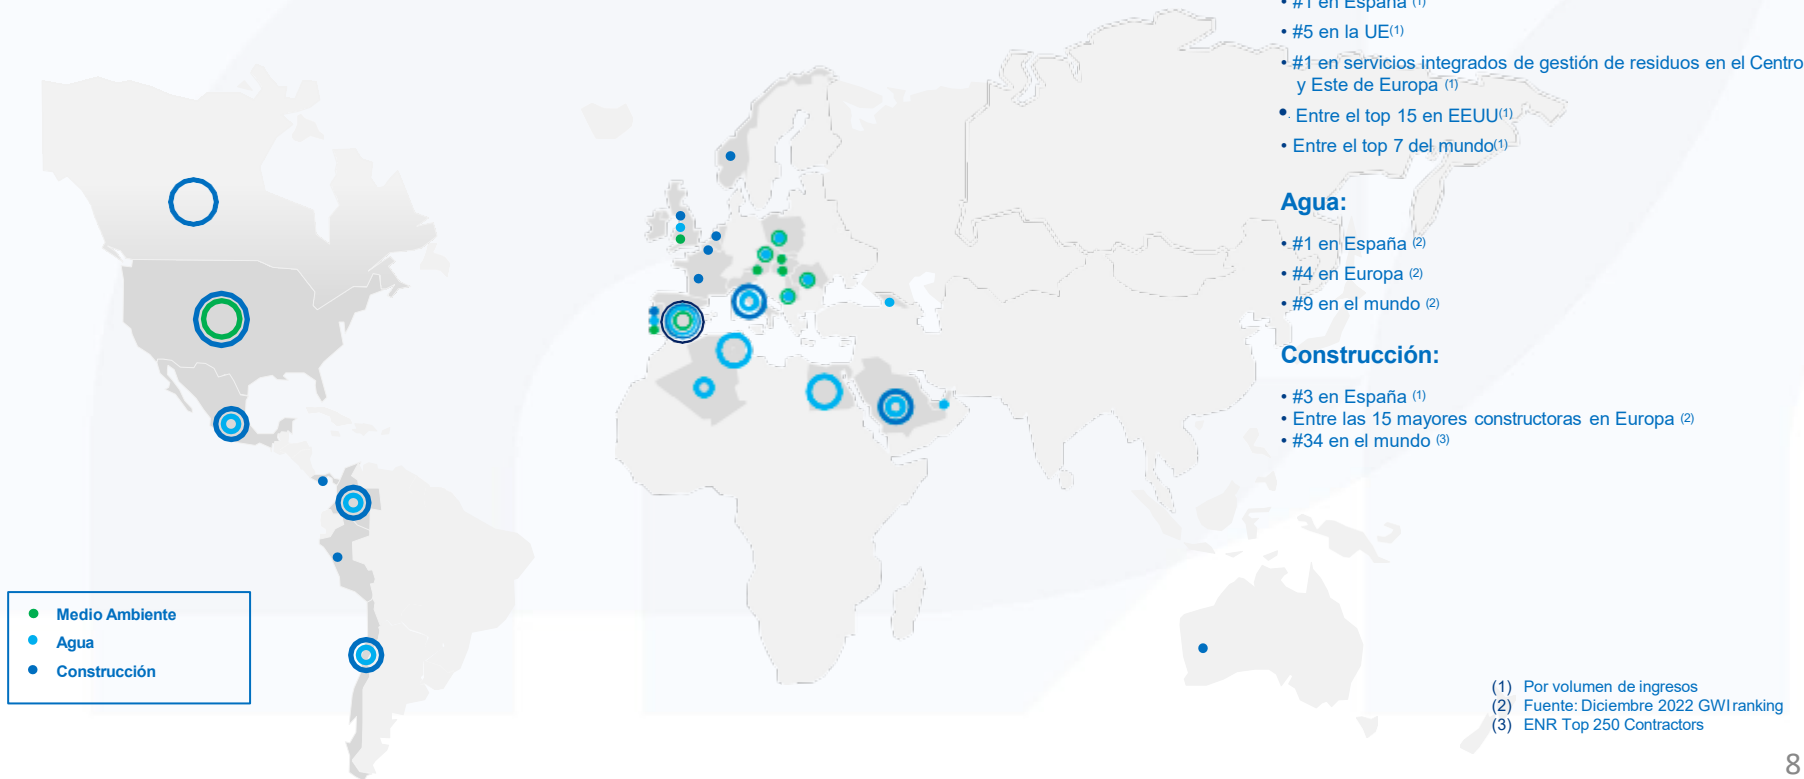 • #1 en España (1)
• #5 en la UE(1)
• #1 en servicios integrados de gestión de residuos en el Centro
y Este de Europa (1)
•. Entre el top 15 en EEUU(1)
• Entre el top 7 del mundo(1)
Agua:
• #1 en España (2)
• #4 en Europa (2)
• #9 en el mundo (2)
Construcción:
• #3 en España (1)
• Entre las 15 mayores constructoras en Europa (2)
• #34 en el mundo (3)
• Medio Ambiente
• Agua
• Construcción
(1) Por volumen de ingresos
(2) Fuente: Diciembre 2022 GWI ranking
(3) ENR Top 250 Contractors
8